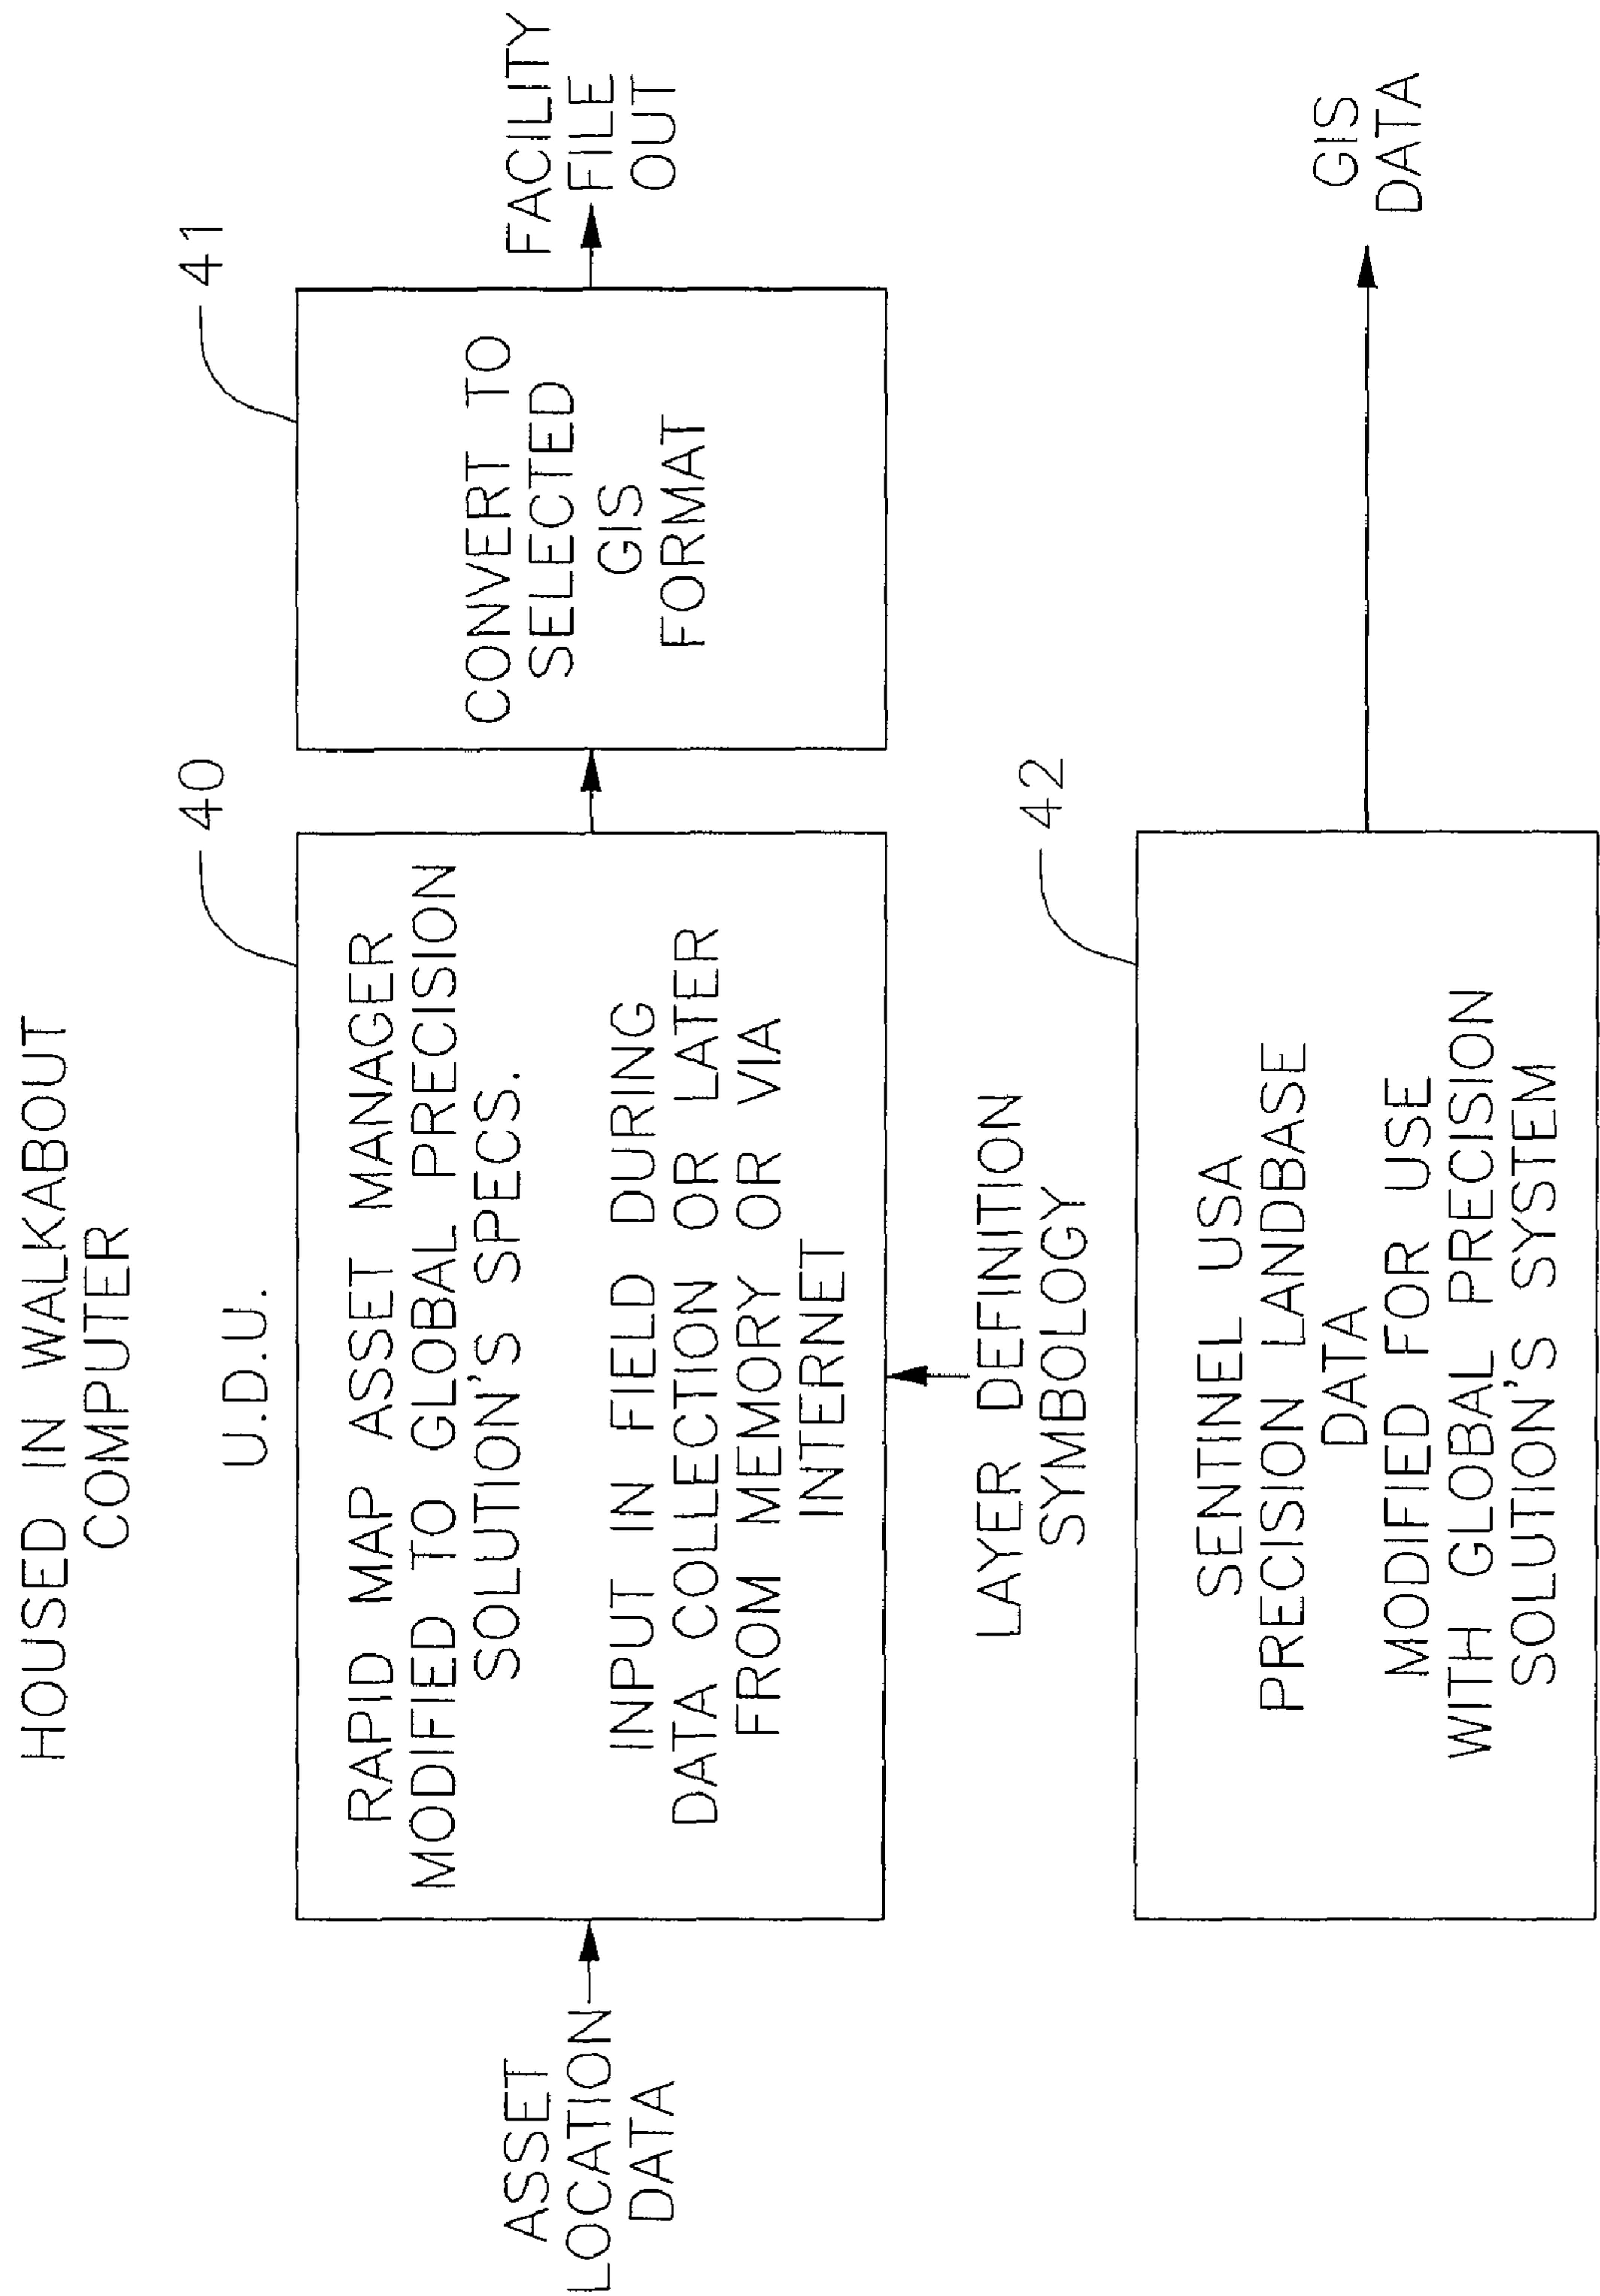 HOUSED IN WALKABOUT
COMPUTER
U.D.U.
40
41
ASSET
LOCATION
DATA
RAPID MAP ASSET MANAGER
MODIFIED TO GLOBAL PRECISION
SOLUTION'S SPECS.
INPUT IN FIELD DURING
DATA COLLECTION OR LATER
FROM MEMORY OR VIA
INTERNET
CONVERT TO
SELECTED
GIS
FORMAT
FACILITY
FILE
OUT
LAYER DEFINITION
SYMBOLOGY
42
SENTINEL USA
PRECISION LANDBASE
DATA
MODIFIED FOR USE
WITH GLOBAL PRECISION
SOLUTION'S SYSTEM
GIS
DATA